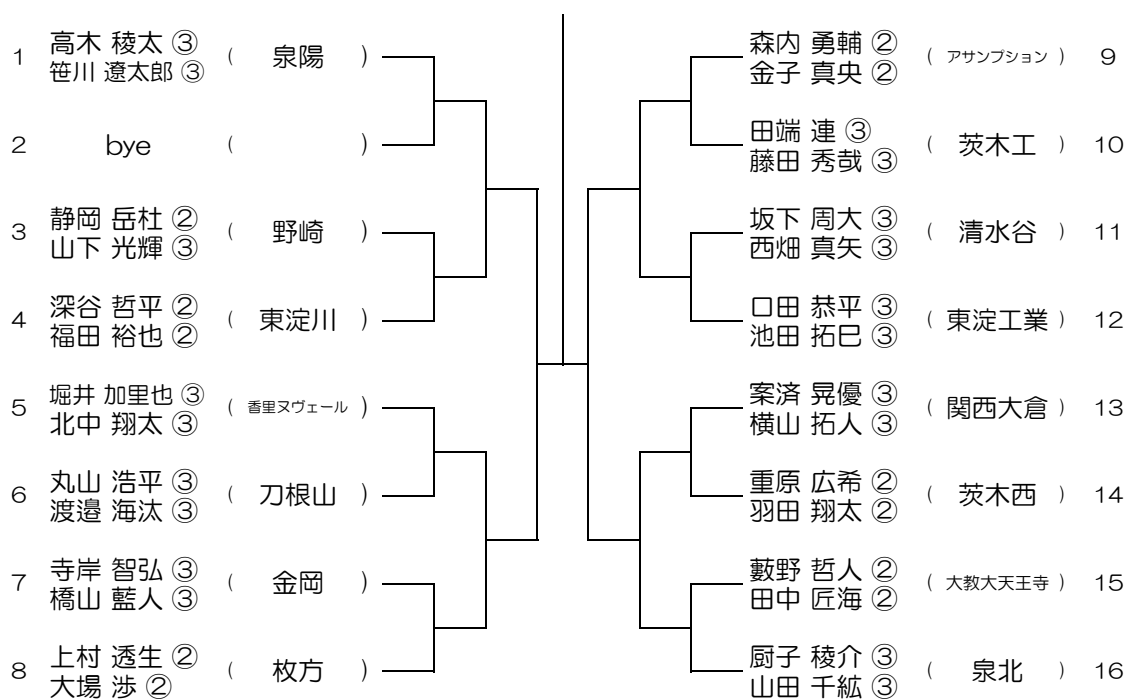 1 高木 稜太 ③ ( 泉陽 )
笹川 遼太郎 ③
2 bye ( )
3 静岡 岳杜 ② ( 野崎 )
山下 光輝 ③
4 深谷 哲平 ② ( 東淀川 )
福田 裕也 ②
5 堀井 加里也 ③ ( 香里ヌヴェール )
北中 翔太 ③
6 丸山 浩平 ③ ( 刀根山 )
渡邉 海汰 ③
7 寺岸 智弘 ③ ( 金岡 )
橋山 藍人 ③
8 上村 透生 ② ( 枚方 )
大場 渉 ②
森内 勇輔 ② ( アサンプション ) 9
金子 真央 ②
田端 連 ③ ( 茨木工 ) 10
藤田 秀哉 ③
坂下 周大 ③ ( 清水谷 ) 11
西畑 真矢 ③
口田 恭平 ③ ( 東淀工業 ) 12
池田 拓巳 ③
案済 晃優 ③ ( 関西大倉 ) 13
横山 拓人 ③
重原 広希 ② ( 茨木西 ) 14
羽田 翔太 ②
藪野 哲人 ② ( 大教大天王寺 ) 15
田中 匠海 ②
厨子 稜介 ③ ( 泉北 ) 16
山田 千紘 ③